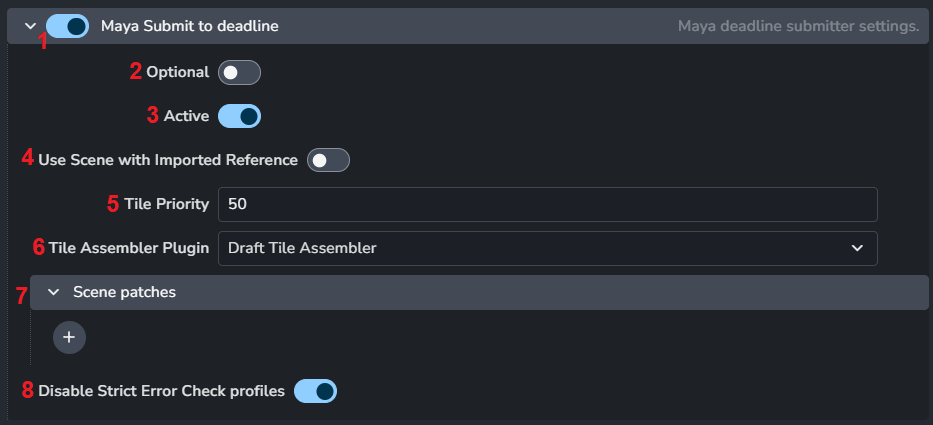 Maya Submit to deadline Maya deadline submitter settings.
1
2 Optional
3 Active
4 Use Scene with Imported Reference
5 Tile Priority 50
6 Tile Assembler Plugin Draft Tile Assembler
7 Scene patches
+
8 Disable Strict Error Check profiles